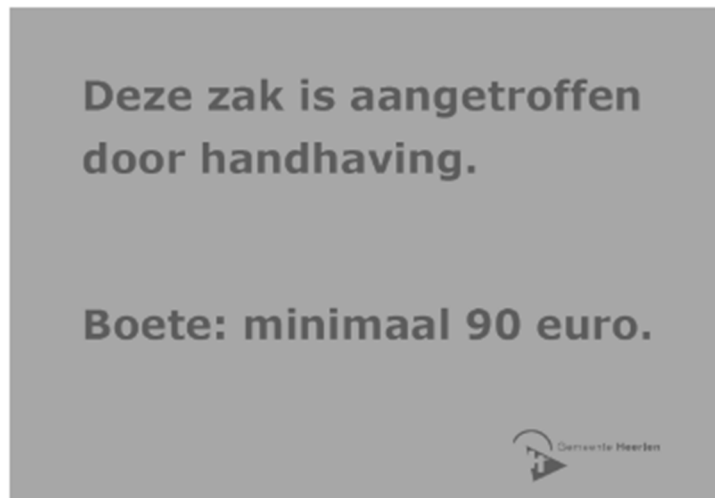 Deze zak is aangetroffen
door handhaving.
Boete: minimaal 90 euro.
Gemeente Heerlen